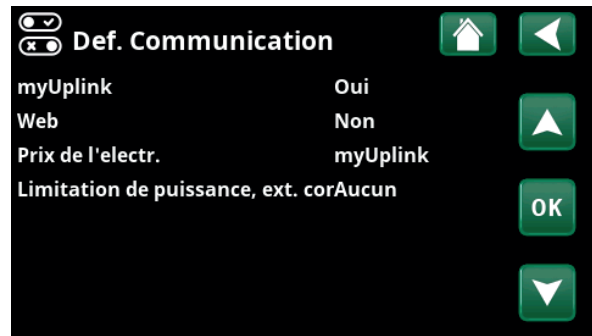 Def. Communication
myUplink Oui
Web Non
Prix de l'electr. myUplink
Limitation de puissance, ext. corAucun
OK